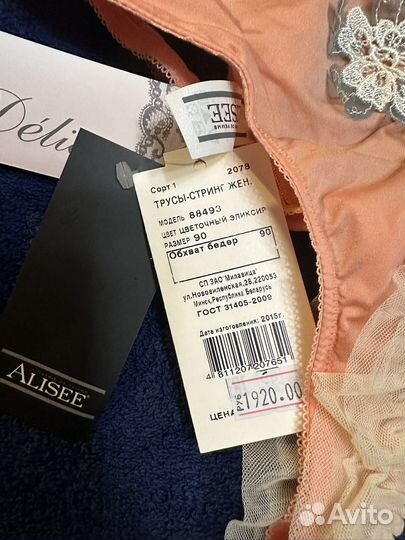 Déli
ALISEE
ALISEE
Сорт 1 2078
ТРУСЫ-СТРИНГ ЖЕН.
МОДЕЛЬ 88493
ЦВЕТ ЦВЕТОЧНЫЙ ЭЛИКСИР
РАЗМЕР 90
Обхват бедер 90
СП ЗАО "Милавица"
ул.Нововиленская,28,220053
Минск,Республика Беларусь
ГОСТ 31405-2009
Дата изготовления: 2015г.
4 811207 207651
ЦЕНА
РУБ 1920.00
Avito